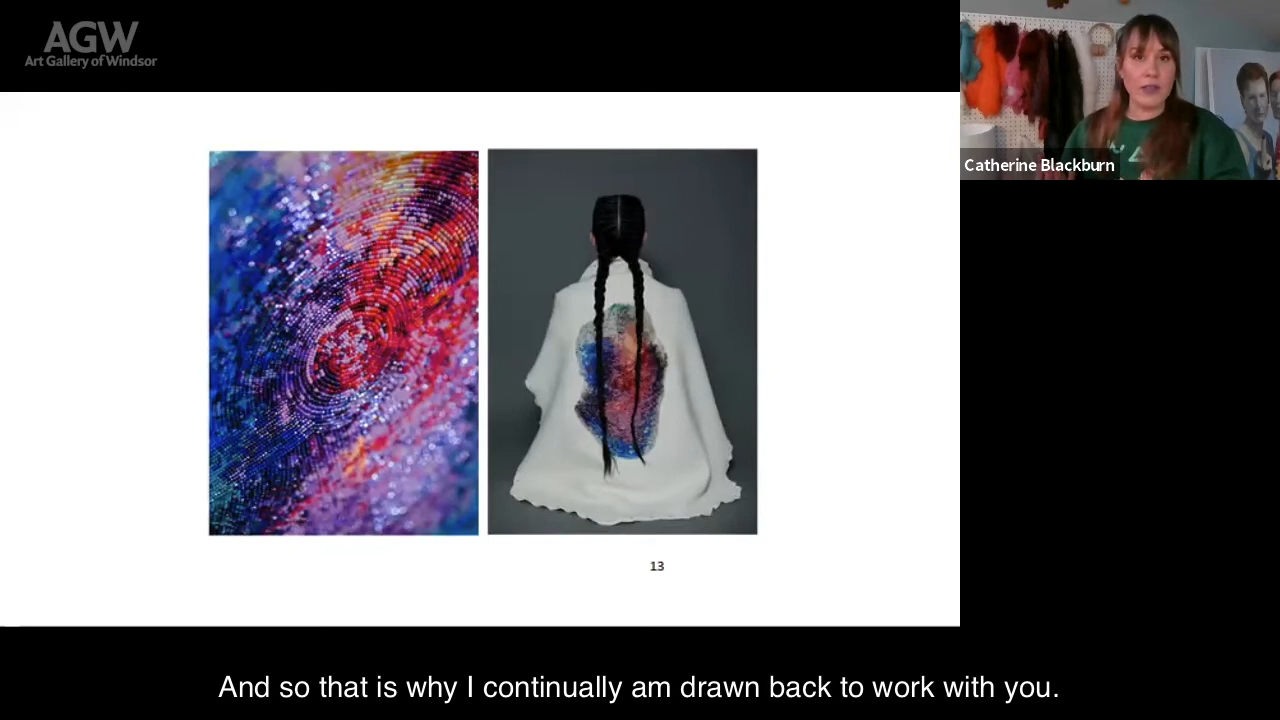 AGW
Art Gallery of Windsor
Catherine Blackburn
13
And so that is why I continually am drawn back to work with you.